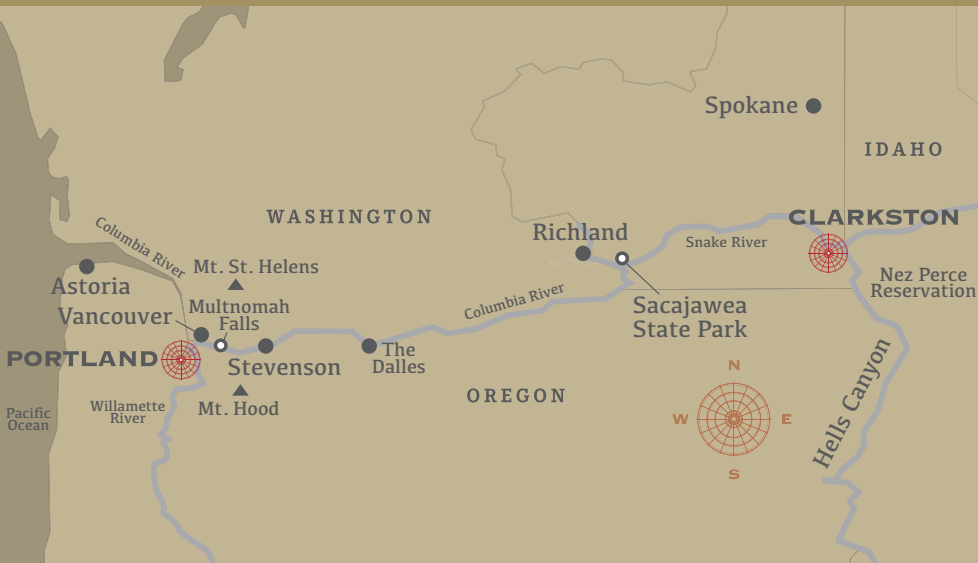 Spokane
IDAHO
WASHINGTON
CLARKSTON
Columbia River
Richland
Snake River
Mt. St. Helens
Nez Perce
Reservation
Astoria
Columbia River
Multnomah
Falls
Vancouver
Sacajawea
State Park
PORTLAND
Stevenson
The
Dalles
OREGON
Mt. Hood
Willamette
River
Pacific
Ocean
Hells Canyon
N
W
E
S